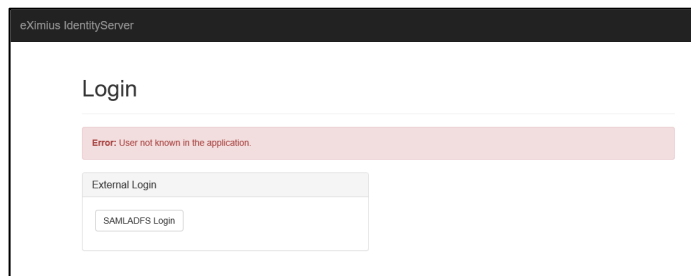 eXimius IdentityServer
Login
Error: User not known in the application.
External Login
SAMLADFS Login